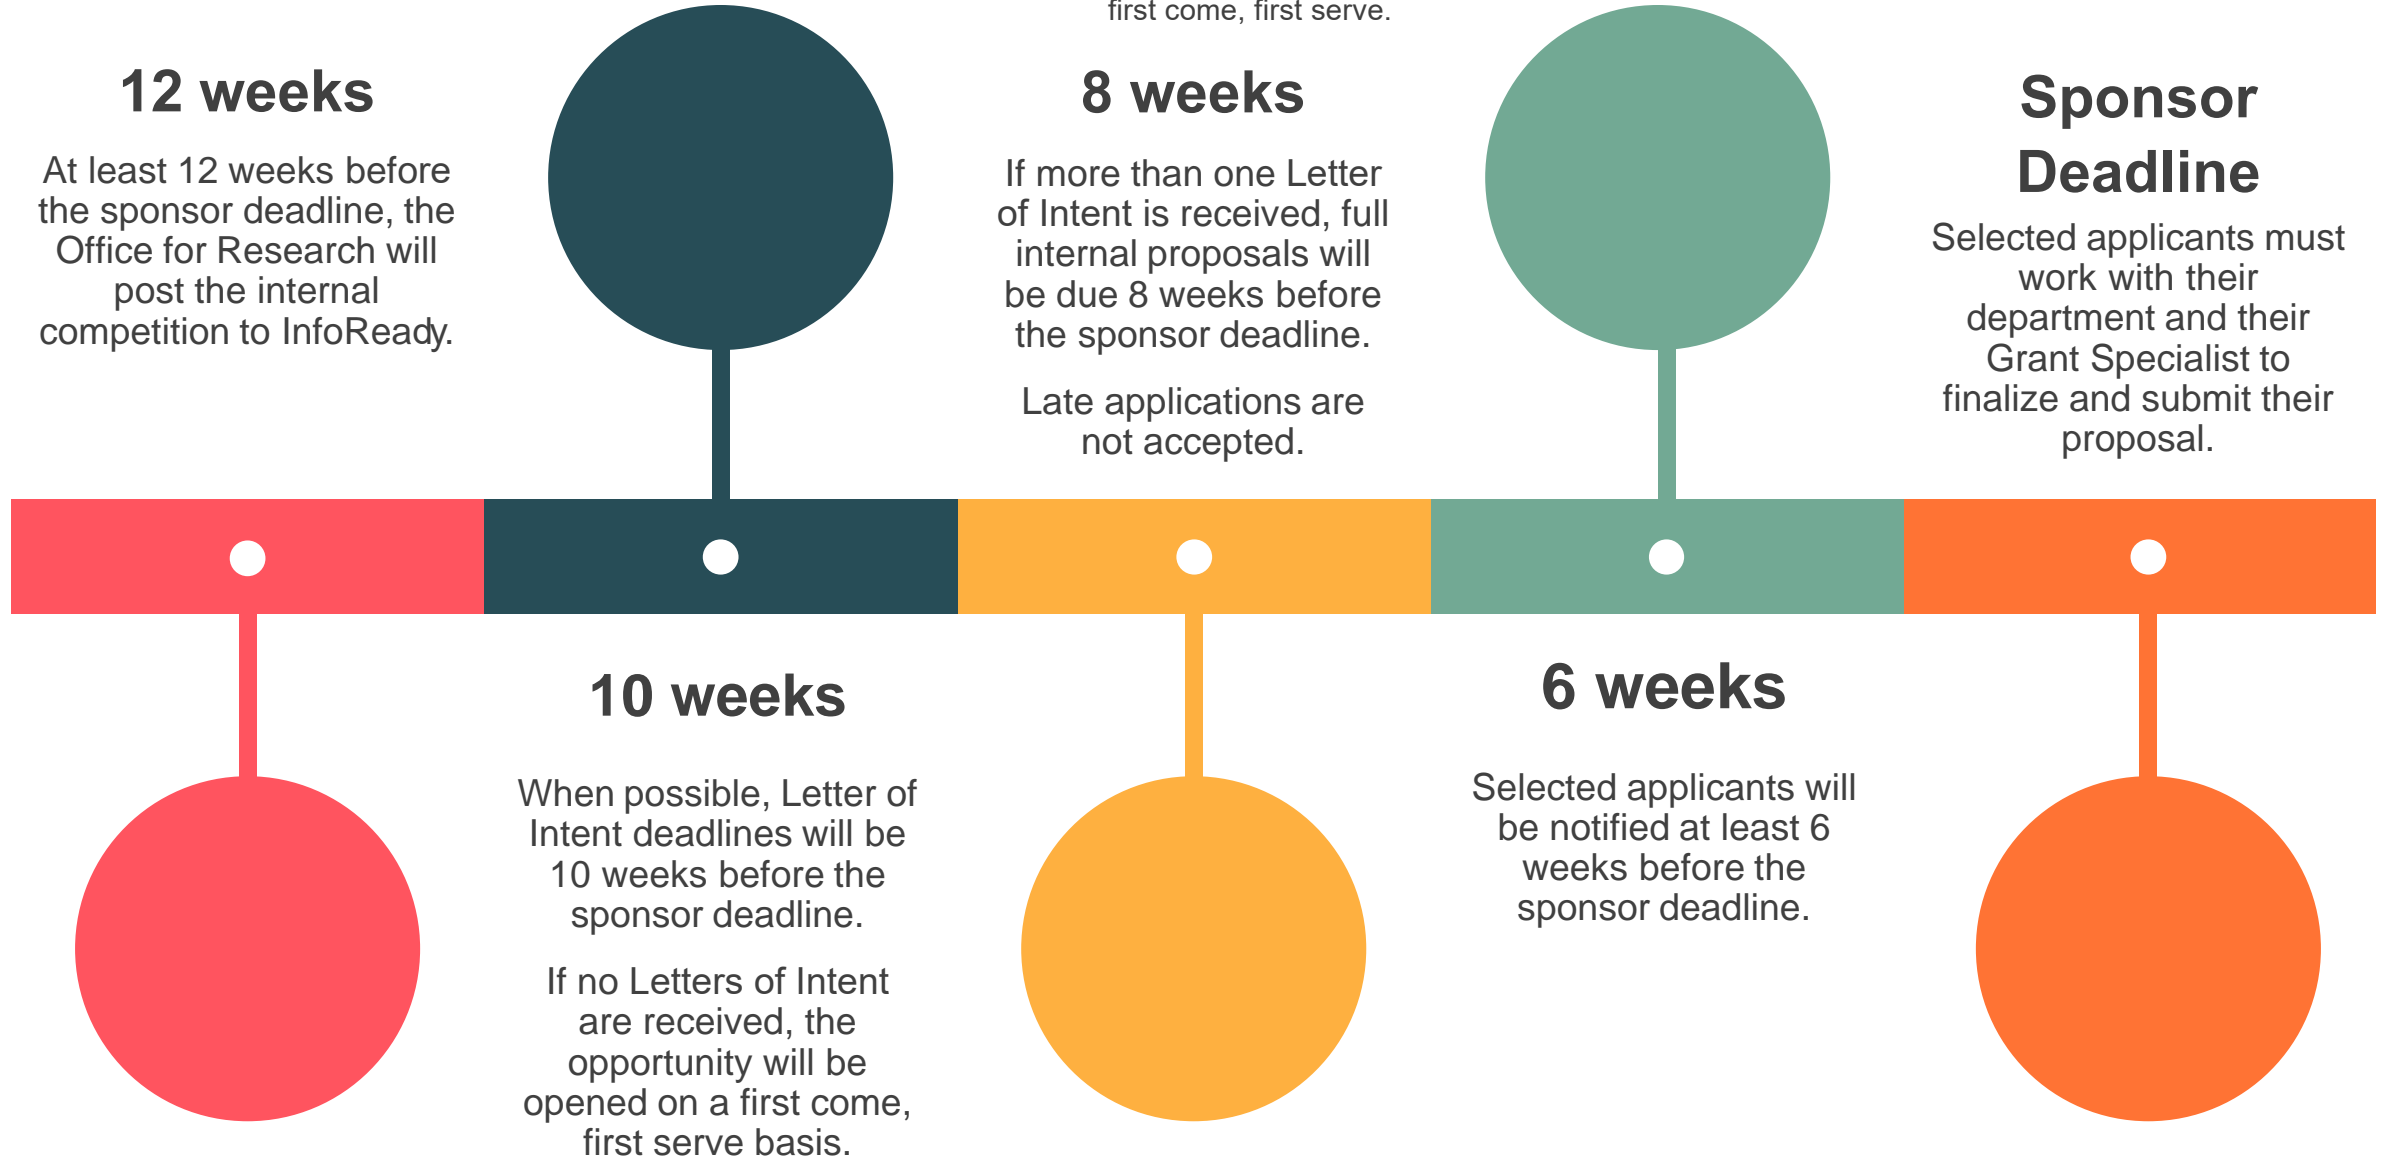 first come, first serve.
12 weeks
At least 12 weeks before
the sponsor deadline, the
Office for Research will
post the internal
competition to InfoReady.
10 weeks
When possible, Letter of
Intent deadlines will be
10 weeks before the
sponsor deadline.
If no Letters of Intent
are received, the
opportunity will be
opened on a first come,
first serve basis.
8 weeks
If more than one Letter
of Intent is received, full
internal proposals will
be due 8 weeks before
the sponsor deadline.
Late applications are
not accepted.
6 weeks
Selected applicants will
be notified at least 6
weeks before the
sponsor deadline.
Sponsor
Deadline
Selected applicants must
work with their
department and their
Grant Specialist to
finalize and submit their
proposal.